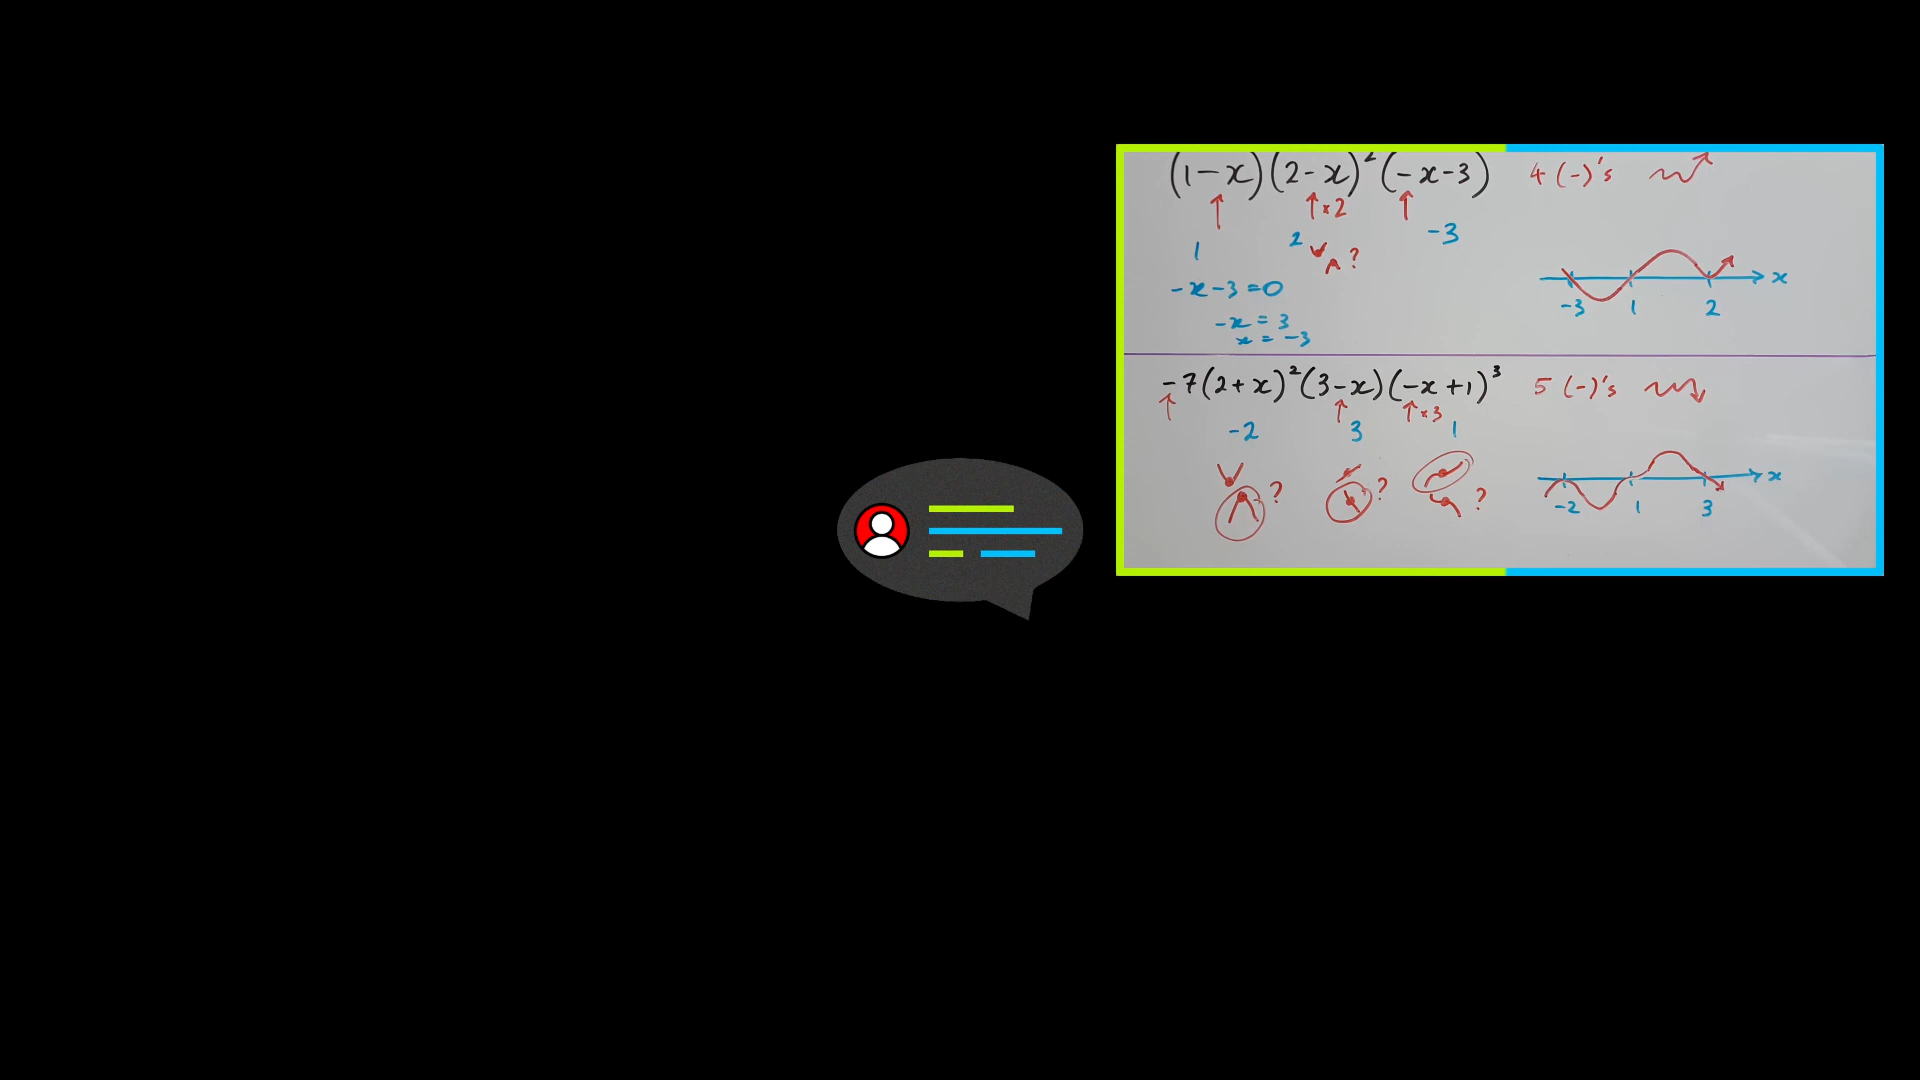 (1-x)(2-x)²(-x-3) 4 (-)'s
↑ ↑×2 ↑
1 2 ? -3
-x-3=0
-x = 3
x = -3
-3 1 2 x
-7(2+x)²(3-x)(-x+1)³ 5 (-)'s
↑ ↑ ↑×3
-2 3 1
? ? ?
-2 1 3 x